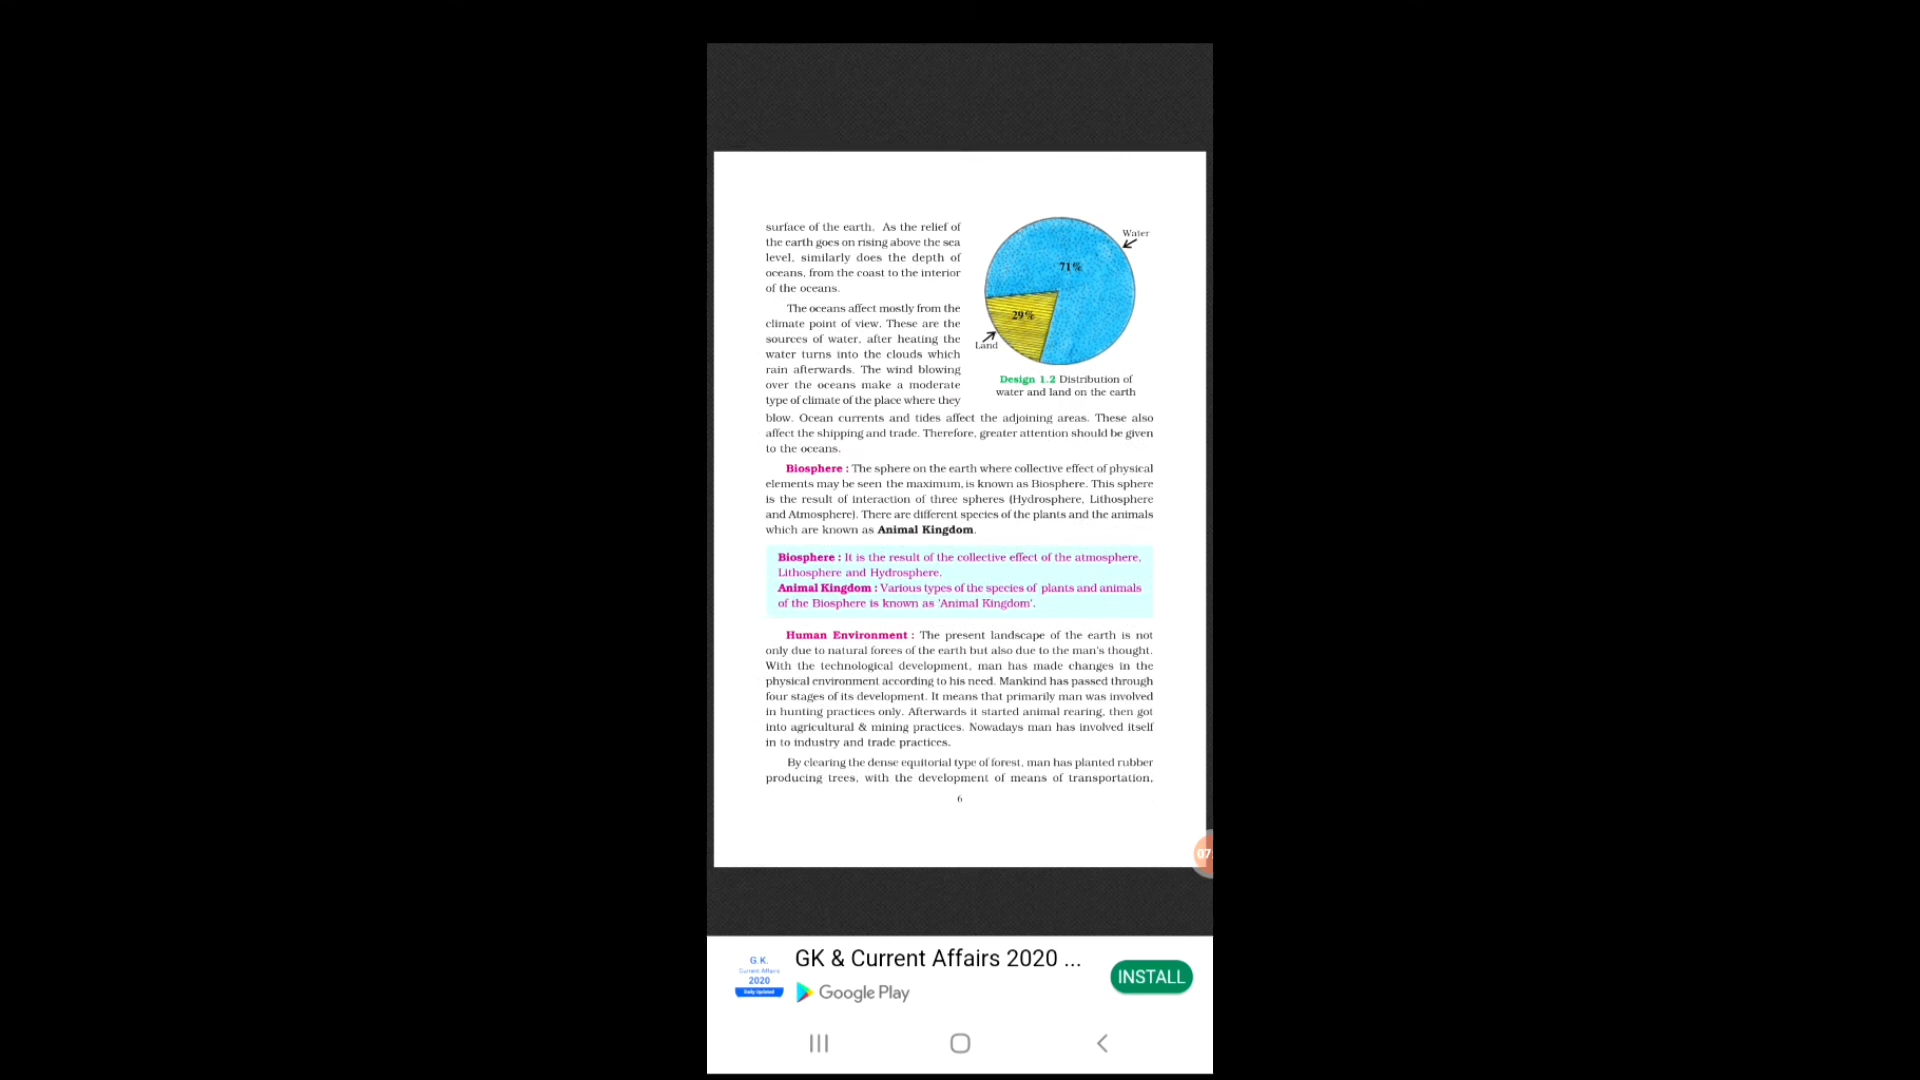 surface of the earth. As the relief of
the earth goes on rising above the sea
level, similarly does the depth of
oceans, from the coast to the interior
of the oceans.
The oceans affect mostly from the
climate point of view. These are the
sources of water, after heating the
water turns into the clouds which
rain afterwards. The wind blowing
over the oceans make a moderate
type of climate of the place where they
Water
71%
29%
Land
Design 1.2 Distribution of
water and land on the earth
blow. Ocean currents and tides affect the adjoining areas. These also
affect the shipping and trade. Therefore, greater attention should be given
to the oceans.
Biosphere : The sphere on the earth where collective effect of physical
elements may be seen the maximum, is known as Biosphere. This sphere
is the result of interaction of three spheres (Hydrosphere, Lithosphere
and Atmosphere). There are different species of the plants and the animals
which are known as Animal Kingdom.
Biosphere : It is the result of the collective effect of the atmosphere,
Lithosphere and Hydrosphere.
Animal Kingdom : Various types of the species of plants and animals
of the Biosphere is known as 'Animal Kingdom'.
Human Environment : The present landscape of the earth is not
only due to natural forces of the earth but also due to the man's thought.
With the technological development, man has made changes in the
physical environment according to his need. Mankind has passed through
four stages of its development. It means that primarily man was involved
in hunting practices only. Afterwards it started animal rearing, then got
into agricultural & mining practices. Nowadays man has involved itself
in to industry and trade practices.
By clearing the dense equitorial type of forest, man has planted rubber
producing trees, with the development of means of transportation,
6
07:
G.K.
Current Affairs
2020
Daily Updated
GK & Current Affairs 2020 ...
Google Play
INSTALL